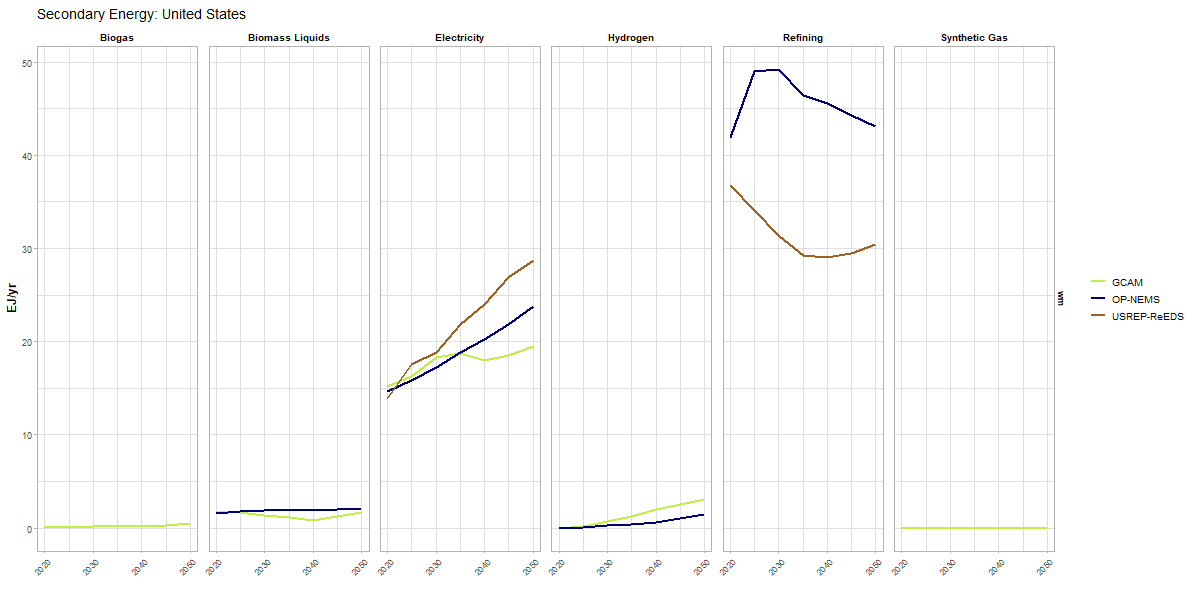 Secondary Energy: United States
Biogas
Biomass Liquids
Electricity
Hydrogen
Refining
Synthetic Gas
EJ/yr
50
40
30
20
10
0
2020
2030
2040
2050
2020
2030
2040
2050
2020
2030
2040
2050
2020
2030
2040
2050
2020
2030
2040
2050
2020
2030
2040
2050
wm
GCAM
OP-NEMS
USREP-ReEDS